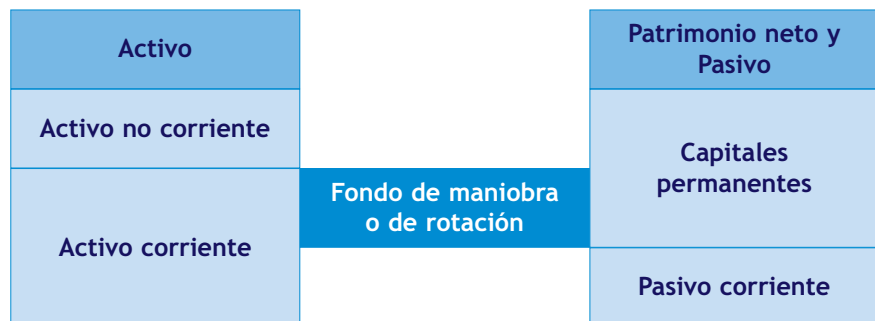 Activo
Activo no corriente
Activo corriente
Fondo de maniobra
o de rotación
Patrimonio neto y
Pasivo
Capitales
permanentes
Pasivo corriente